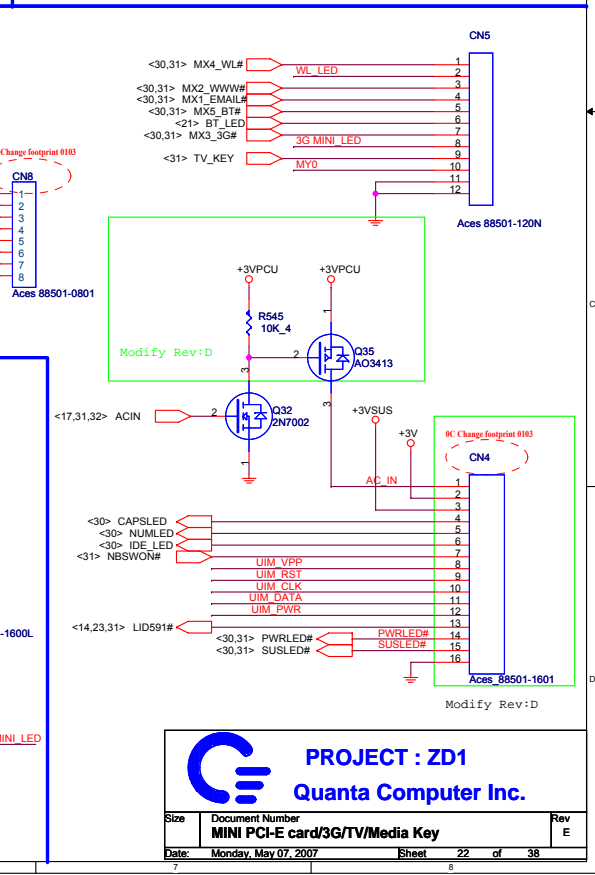 CN5
<30,31> MX4_WL# 1
WL_LED 2
<30,31> MX2_WWW# 3
<30,31> MX1_EMAIL# 4
<30,31> MX5_BT# 5
<21> BT_LED 6
<30,31> MX3_3G# 7
3G MINI_LED 8
<31> TV_KEY 9
MY0 10
11
12
Aces 88501-120N
Change footprint 0103
CN8
1
2
3
4
5
6
7
8
Aces 88501-0801
C
+3VPCU
+3VPCU
R545
10K_4
1
Modify Rev:D
2
Q35
AO3413
3
3
<17,31,32> ACIN
2
Q32
2N7002
1
+3VSUS
+3V
0C Change footprint 0103
CN4
AC_IN 1
2
3
<30> CAPSLED 4
<30> NUMLED 5
<30> IDE_LED 6
<31> NBSWON# 7
UIM_VPP 8
UIM_RST 9
UIM_CLK 10
UIM_DATA 11
UIM_PWR 12
<14,23,31> LID591# 13
<30,31> PWRLED# PWRLED# 14
<30,31> SUSLED# SUSLED# 15
16
Aces_88501-1601
D
Modify Rev:D
-1600L
INI_LED
PROJECT : ZD1
Quanta Computer Inc.
Size Document Number Rev
MINI PCI-E card/3G/TV/Media Key E
Date: Monday, May 07, 2007 Sheet 22 of 38
7 8